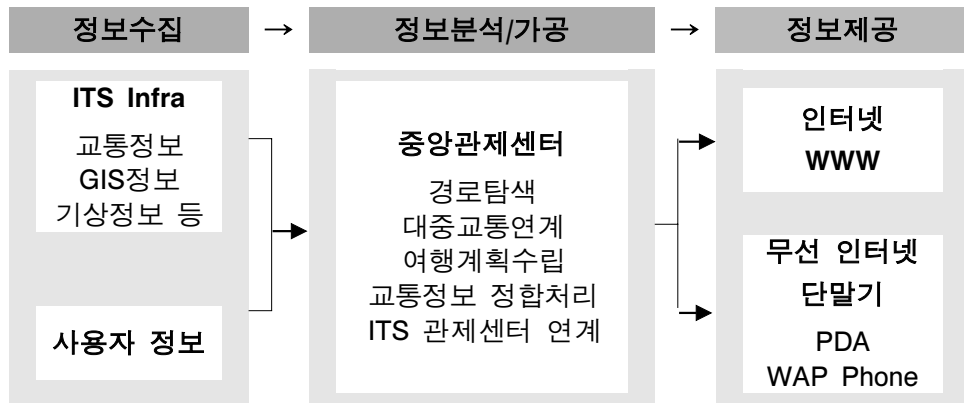 정보수집 → 정보분석/가공 → 정보제공
ITS Infra
교통정보
GIS정보
기상정보 등
사용자 정보
중앙관제센터
경로탐색
대중교통연계
여행계획수립
교통정보 정합처리
ITS 관제센터 연계
인터넷
WWW
무선 인터넷
단말기
PDA
WAP Phone